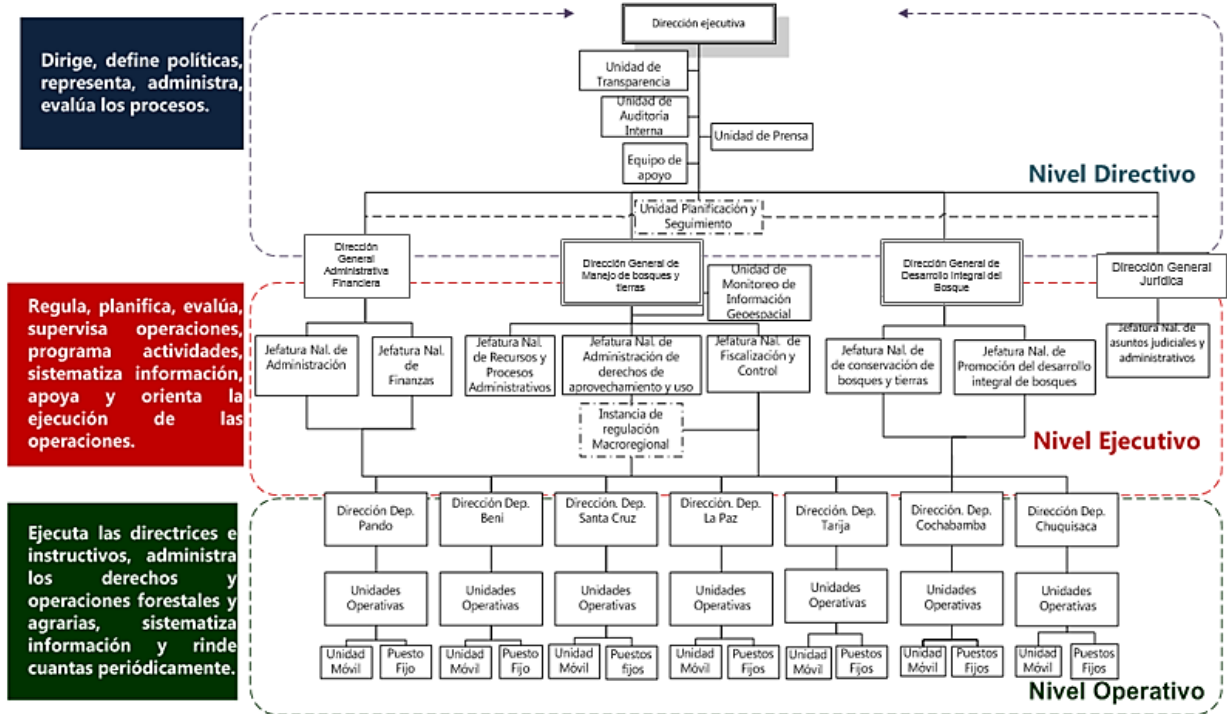 Dirección ejecutiva
Dirige, define políticas,
representa, administra,
evalúa los procesos.
Unidad de
Transparencia
Unidad de
Auditoría
Interna
Unidad de Prensa
Equipo de
apoyo
Nivel Directivo
Unidad Planificación y
Seguimiento
Dirección
General
Administrativa
Financiera
Dirección General de
Manejo de bosques y
tierras
Unidad de
Monitoreo de
Información
Geoespacial
Dirección General de
Desarrollo Integral del
Bosque
Dirección General
Jurídica
Regula, planifica, evalúa,
supervisa operaciones,
programa actividades,
sistematiza información,
apoya y orienta la
ejecución de las
operaciones.
Jefatura Nal. de
Administración
Jefatura Nal.
de Finanzas
Jefatura Nal.
de Recursos y
Procesos
Administrativos
Jefatura Nal. de
Administración de
derechos de
aprovechamiento y uso
Jefatura Nal. de
Fiscalización y
Control
Jefatura Nal.
de conservación de
bosques y tierras
Jefatura Nal. de
Promoción del desarrollo
integral de bosques
Jefatura Nal. de
asuntos judiciales y
administrativos
Instancia de
regulación
Macroregional
Nivel Ejecutivo
Ejecuta las directrices e
instructivos, administra
los derechos y
operaciones forestales y
agrarias, sistematiza
información y rinde
cuantas periódicamente.
Dirección Dep.
Pando
Dirección Dep.
Beni
Dirección. Dep.
Santa Cruz
Dirección. Dep.
La Paz
Dirección. Dep.
Tarija
Dirección. Dep.
Cochabamba
Dirección Dep.
Chuquisaca
Unidades
Operativas
Unidades
Operativas
Unidades
Operativas
Unidades
Operativas
Unidades
Operativas
Unidades
Operativas
Unidades
Operativas
Unidad
Móvil
Puesto
Fijo
Unidad
Móvil
Puesto
Fijo
Unidad
Móvil
Puestos
fijos
Unidad
Móvil
Puestos
Fijos
Unidad
Móvil
Puestos
Fijos
Unidad
Móvil
Puestos
Fijos
Unidad
Móvil
Puestos
Fijos
Nivel Operativo